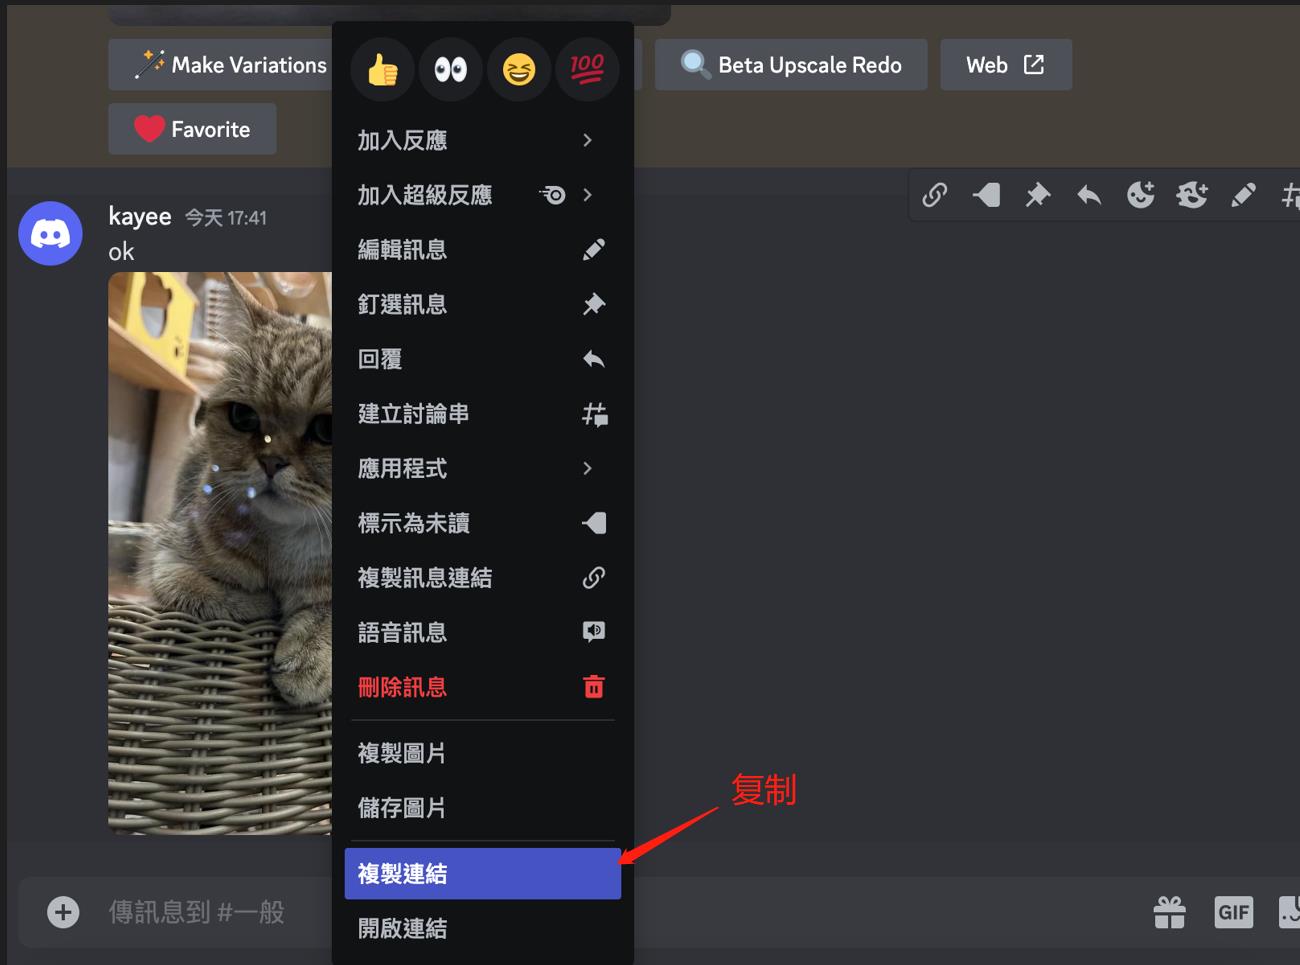 Make Variations
Beta Upscale Redo
Web
Favorite
100
加入反應
加入超級反應
kayee 今天 17:41
ok
編輯訊息
釘選訊息
回覆
建立討論串
應用程式
標示為未讀
複製訊息連結
語音訊息
刪除訊息
複製圖片
儲存圖片
复制
複製連結
傳訊息到 #一般
GIF
開啟連結